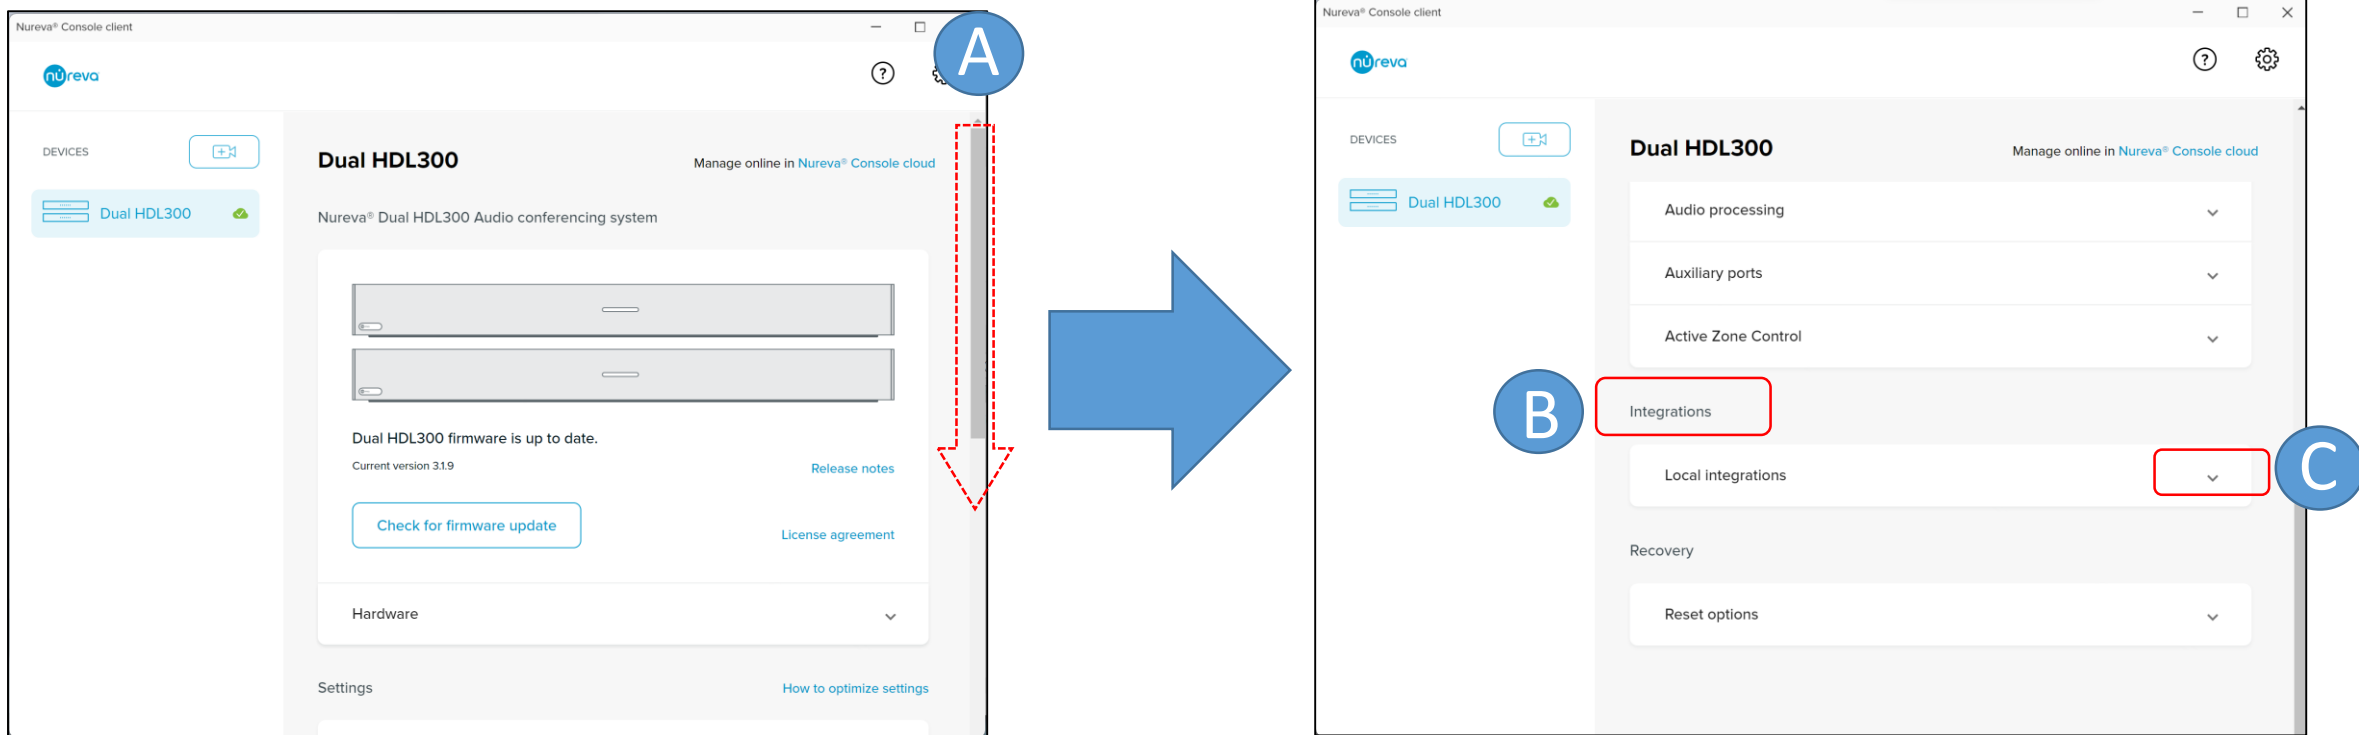 Nureva® Console client
A
nureva
?
DEVICES
Dual HDL300
Manage online in Nureva® Console cloud
Dual HDL300
Nureva® Dual HDL300 Audio conferencing system
Dual HDL300 firmware is up to date.
Current version 3.1.9
Release notes
Check for firmware update
License agreement
Hardware
Settings
How to optimize settings
Nureva® Console client
nureva
?
DEVICES
Dual HDL300
Manage online in Nureva® Console cloud
Dual HDL300
Audio processing
Auxiliary ports
Active Zone Control
B
Integrations
Local integrations
C
Recovery
Reset options